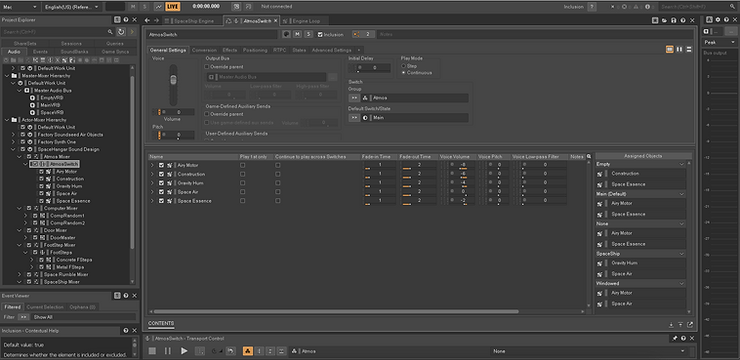 Mac English(US) (Refere... LIVE 0:00:00.000 Not connected Inclusion
Project Explorer
SpaceShip Engine AtmosSwitch Engine Loop
Search (Ctrl+Shift+F)
AtmosSwitch M S Inclusion 2 Notes
Peak
ShareSets Sessions Queries
Audio Events SoundBanks Game Syncs
General Settings Conversion Effects Positioning RTPC States Advanced Settings +
Bus output
Default Work Unit
Master-Mixer Hierarchy
Default Work Unit
Master Audio Bus
EmptyVRB
MainVRB
SpaceVRB
Actor-Mixer Hierarchy
Default Work Unit
Factory Soundseed Air Objects
Factory SoundSeed One
SpaceHangar Sound Design
Atmos Mixer
AtmosSwitch
Airy Motor
Construction
Gravity Hum
Space Air
Space Essence
Computer Mixer
CompRandom1
CompRandom2
Door Mixer
DoorMaster
FootStep Mixer
FootSteps
Concrete FSteps
Metal FSteps
Space Rumble Mixer
SpaceShip Mixer
Voice
0
Volume
Pitch
Output Bus
Override parent
Master Audio Bus
Volume Low-pass filter High-pass filter
Game-Defined Auxiliary Sends
Override parent
User-Defined Auxiliary Sends
Initial Delay
0
Play Mode
Step
Continuous
Switch
Group
Atmos
Default Switch/State
Main
Name Play 1st only Continue to play across Switches Fade-in Time Fade-out Time Voice Volume Voice Pitch Voice Low-pass Filter Notes
Airy Motor 1 2 -8 0 0
Construction 1 2 -6 0 0
Gravity Hum 1 2 -4 0 0
Space Air 1 2 0 0 0
Space Essence 1 2 -2 0 0
Assigned Objects
Empty
Construction
Space Essence
Main (Default)
Airy Motor
Space Essence
None
Airy Motor
Space Essence
SpaceShip
Gravity Hum
Space Air
Windowed
Airy Motor
Space Air
Event Viewer
Filtered Current Selection Orphans (0)
Filter >> Show All
CONTENTS
Inclusion - Contextual Help
Default value: true
Determines whether the element is included or excluded.
AtmosSwitch - Transport Control
Atmos None